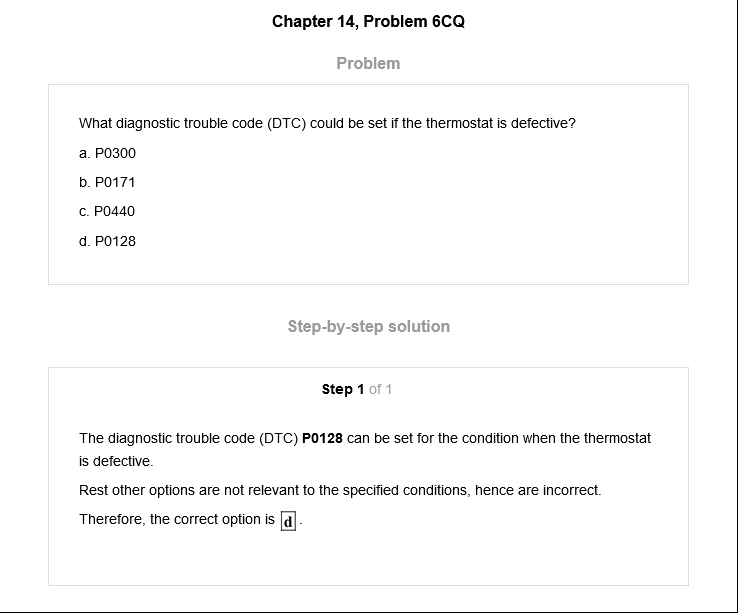 Chapter 14, Problem 6CQ
Problem
What diagnostic trouble code (DTC) could be set if the thermostat is defective?
a. P0300
b. P0171
c. P0440
d. P0128
Step-by-step solution
Step 1 of 1
The diagnostic trouble code (DTC) P0128 can be set for the condition when the thermostat
is defective.
Rest other options are not relevant to the specified conditions, hence are incorrect.
Therefore, the correct option is d.